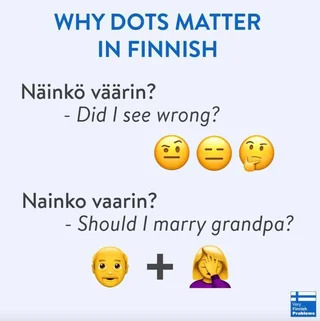 WHY DOTS MATTER
IN FINNISH
Näinkö väärin?
- Did I see wrong?
Nainko vaarin?
- Should I marry grandpa?
Very
Finnish
Problems